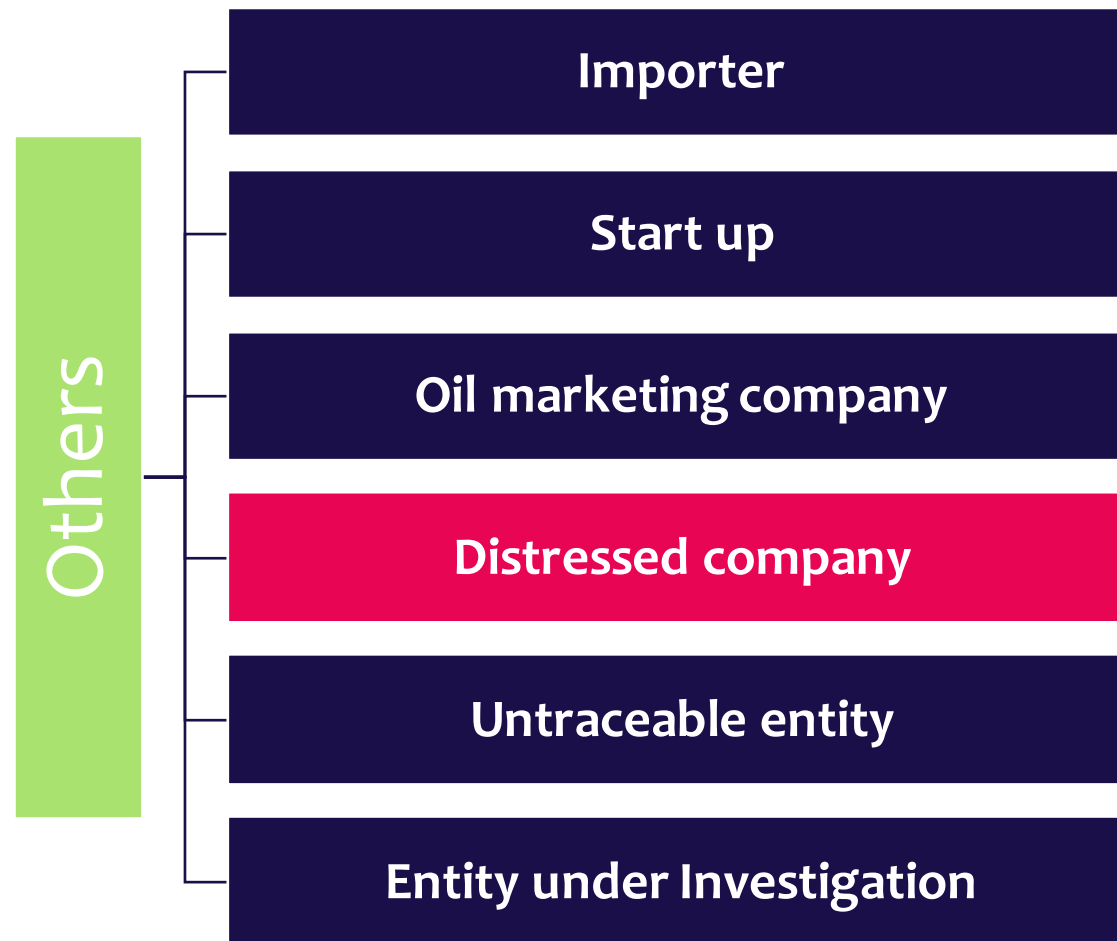 Others
Importer
Start up
Oil marketing company
Distressed company
Untraceable entity
Entity under Investigation